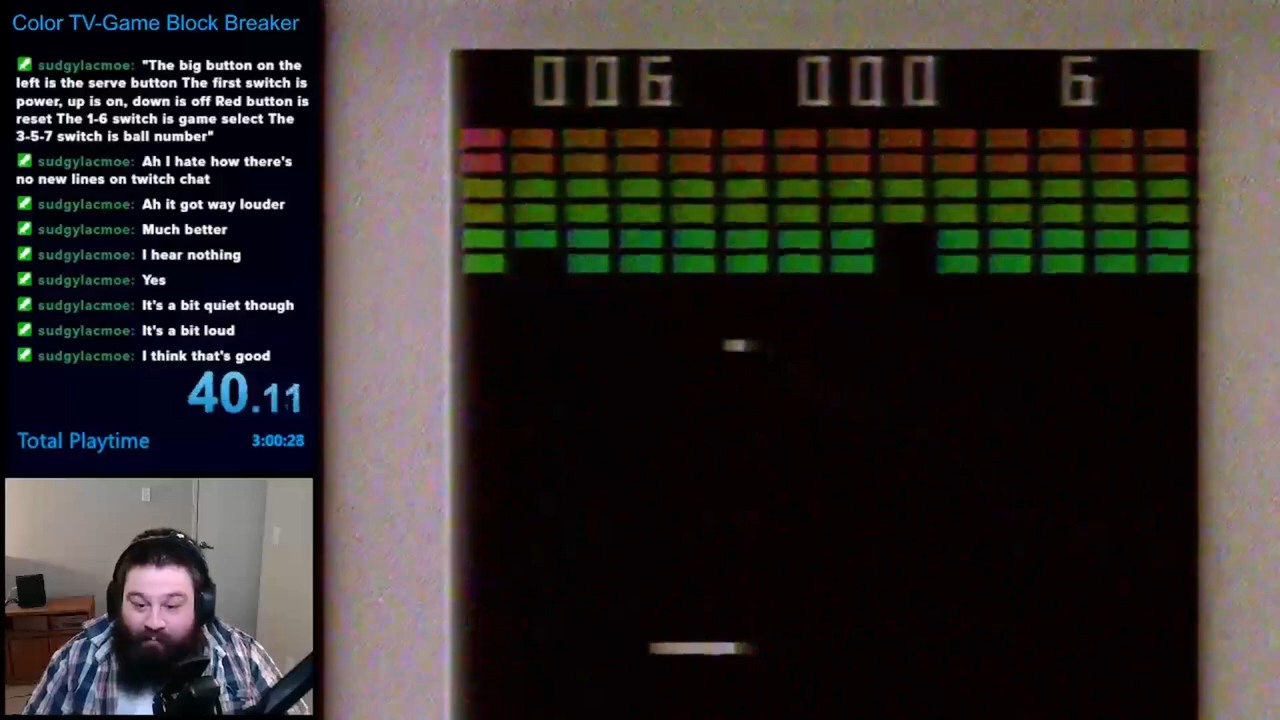 Color TV-Game Block Breaker
sudgylacmoe: "The big button on the
left is the serve button The first switch is
power, up is on, down is off Red button is
reset The 1-6 switch is game select The
3-5-7 switch is ball number"
sudgylacmoe: Ah I hate how there's
no new lines on twitch chat
sudgylacmoe: Ah it got way louder
sudgylacmoe: Much better
sudgylacmoe: I hear nothing
sudgylacmoe: Yes
sudgylacmoe: It's a bit quiet though
sudgylacmoe: It's a bit loud
sudgylacmoe: I think that's good
40.11
Total Playtime 3:00:28
006 000 6